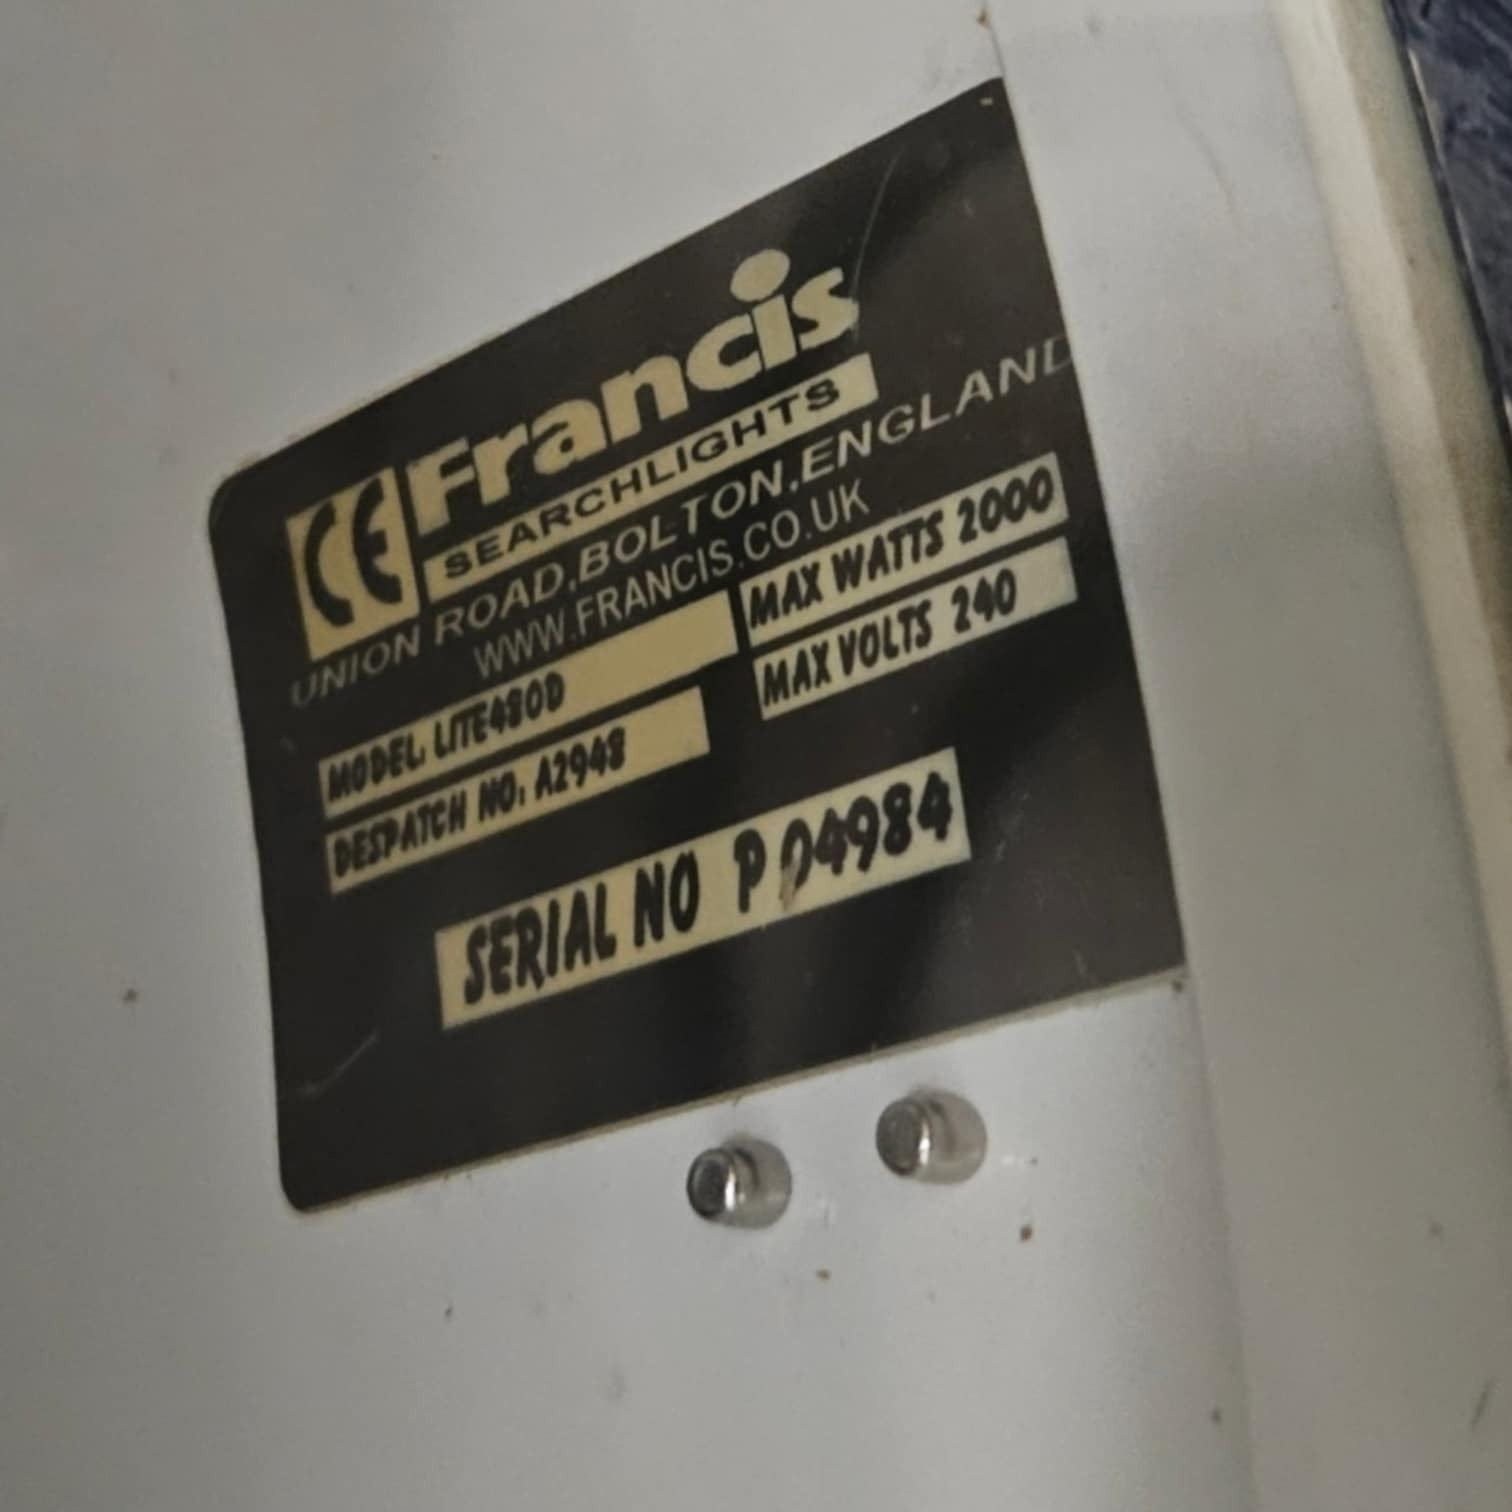 CE Francis
SEARCHLIGHTS
UNION ROAD,BOLTON,ENGLAND
WWW.FRANCIS.CO.UK
MODEL. LITE480D
MAX WATTS 2000
DESPATCH NO: A2948
MAX VOLTS 240
SERIAL NO P04984